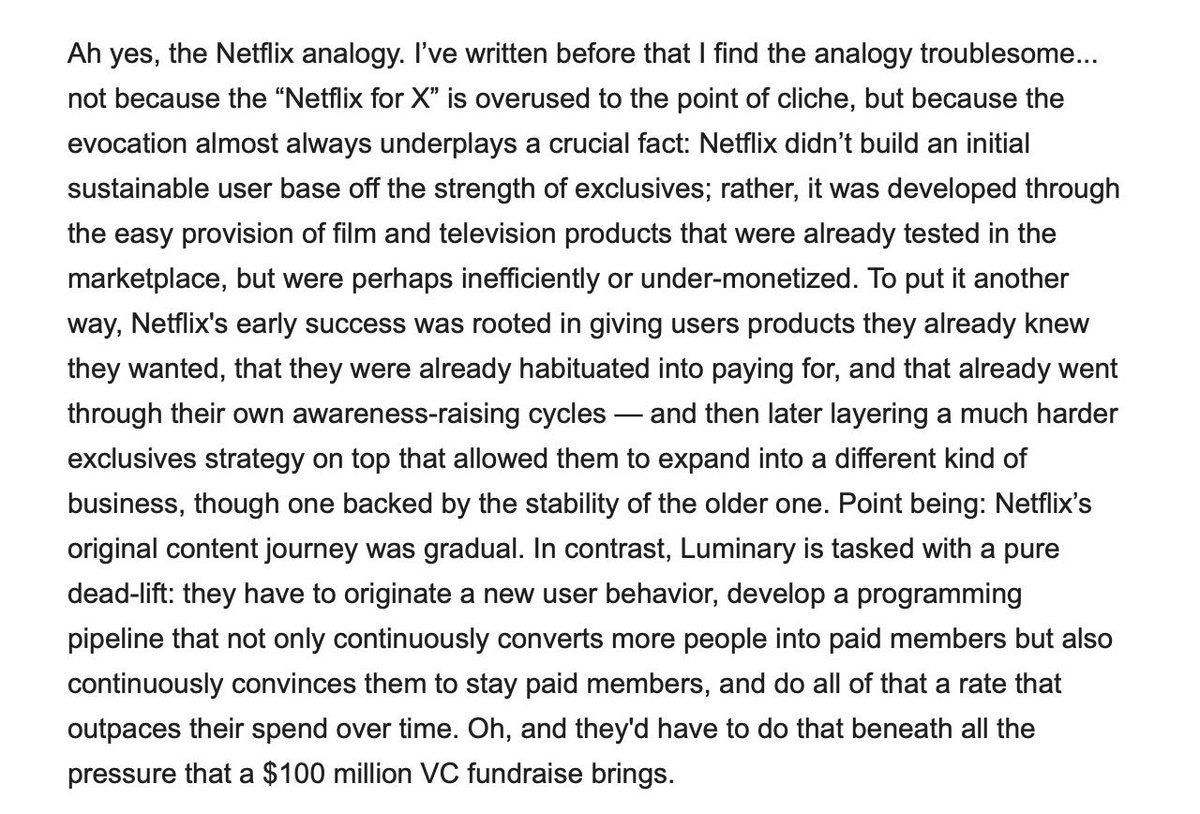 Ah yes, the Netflix analogy. I’ve written before that I find the analogy troublesome...
not because the “Netflix for X” is overused to the point of cliche, but because the
evocation almost always underplays a crucial fact: Netflix didn’t build an initial
sustainable user base off the strength of exclusives; rather, it was developed through
the easy provision of film and television products that were already tested in the
marketplace, but were perhaps inefficiently or under-monetized. To put it another
way, Netflix's early success was rooted in giving users products they already knew
they wanted, that they were already habituated into paying for, and that already went
through their own awareness-raising cycles — and then later layering a much harder
exclusives strategy on top that allowed them to expand into a different kind of
business, though one backed by the stability of the older one. Point being: Netflix’s
original content journey was gradual. In contrast, Luminary is tasked with a pure
dead-lift: they have to originate a new user behavior, develop a programming
pipeline that not only continuously converts more people into paid members but also
continuously convinces them to stay paid members, and do all of that a rate that
outpaces their spend over time. Oh, and they'd have to do that beneath all the
pressure that a $100 million VC fundraise brings.